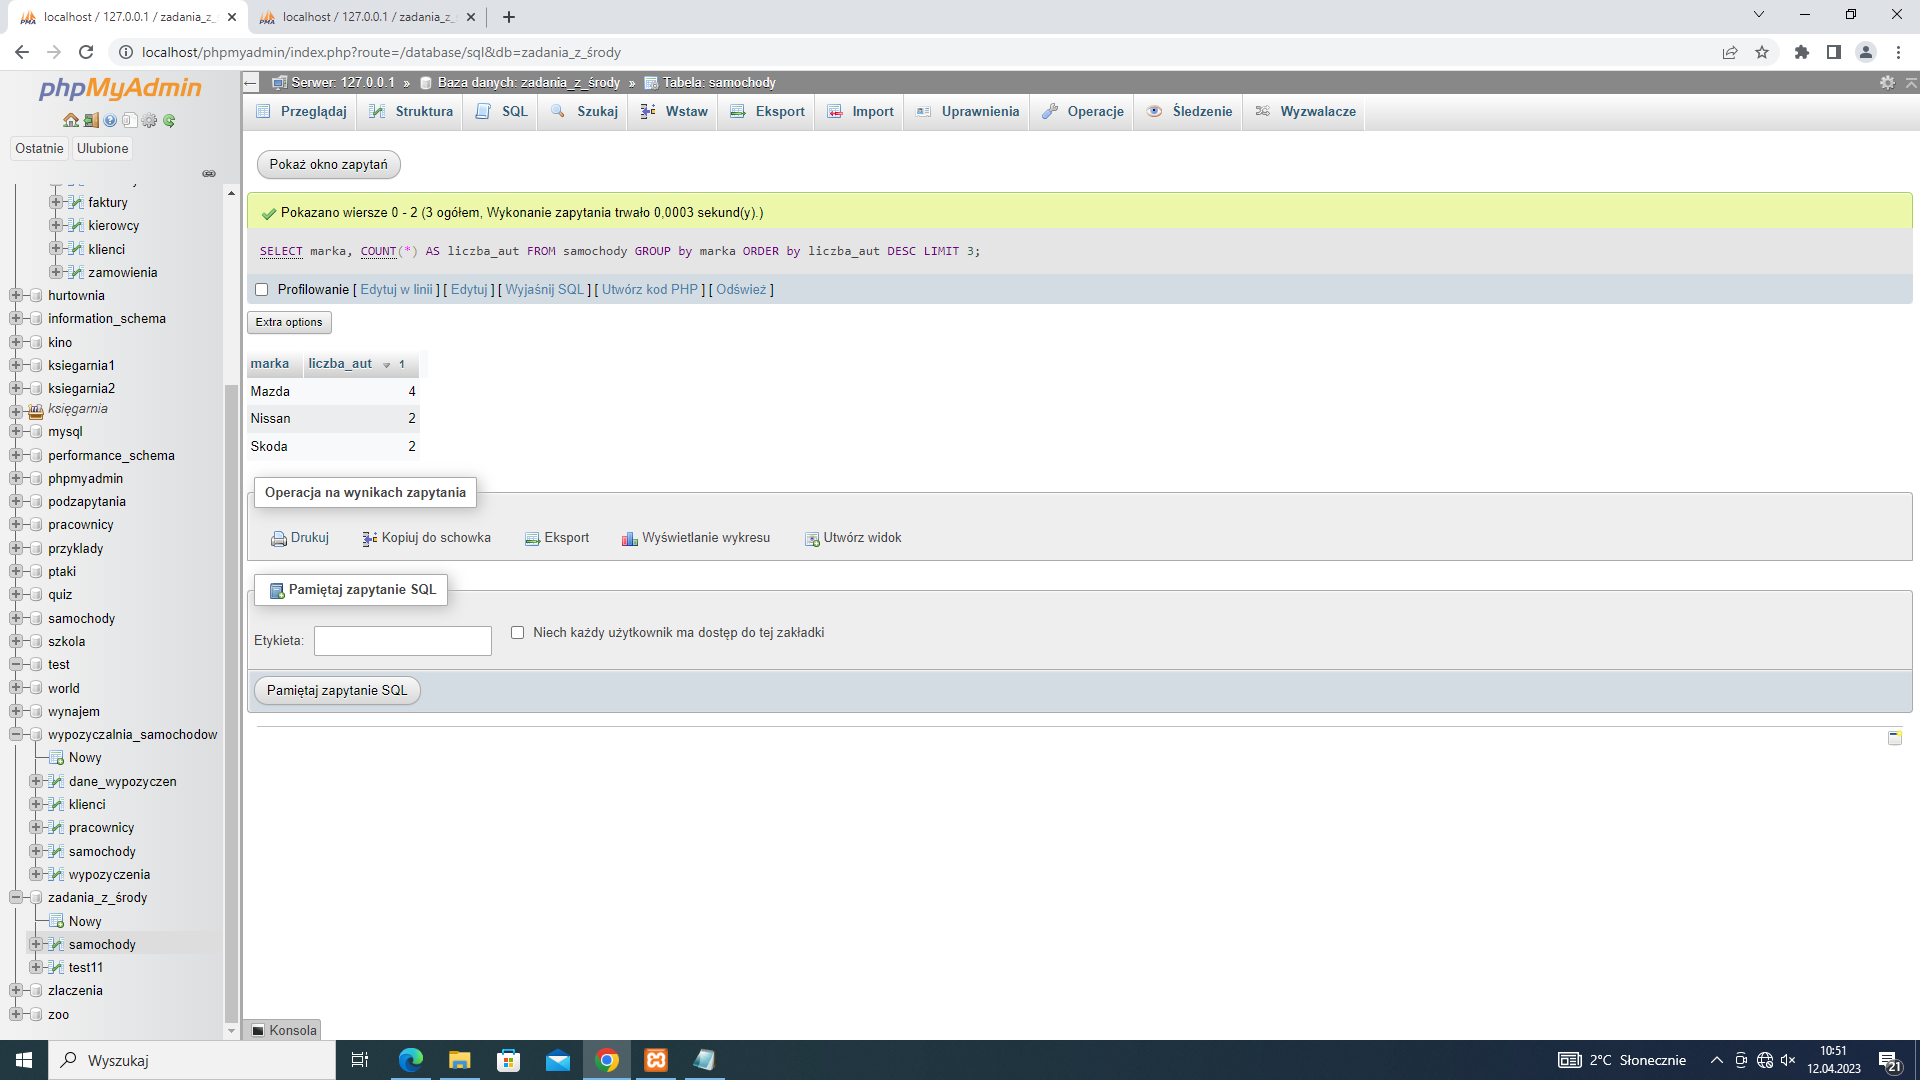 localhost / 127.0.0.1 / zadania_z_
localhost / 127.0.0.1 / zadania_z_
localhost/phpmyadmin/index.php?route=/database/sql&db=zadania_z_środy
phpMyAdmin
Ostatnie
Ulubione
faktury
kierowcy
klienci
zamowienia
hurtownia
information_schema
kino
ksiegarnia1
ksiegarnia2
księgarnia
mysql
performance_schema
phpmyadmin
podzapytania
pracownicy
przyklady
ptaki
quiz
samochody
szkola
test
world
wynajem
wypozyczalnia_samochodow
Nowy
dane_wypozyczen
klienci
pracownicy
samochody
wypozyczenia
zadania_z_środy
Nowy
samochody
test11
zlaczenia
zoo
Serwer: 127.0.0.1 » Baza danych: zadania_z_środy » Tabela: samochody
Przeglądaj
Struktura
SQL
Szukaj
Wstaw
Eksport
Import
Uprawnienia
Operacje
Śledzenie
Wyzwalacze
Pokaż okno zapytań
Pokazano wiersze 0 - 2 (3 ogółem, Wykonanie zapytania trwało 0,0003 sekund(y).)
SELECT marka, COUNT(*) AS liczba_aut FROM samochody GROUP by marka ORDER by liczba_aut DESC LIMIT 3;
Profilowanie [ Edytuj w linii ] [ Edytuj ] [ Wyjaśnij SQL ] [ Utwórz kod PHP ] [ Odśwież ]
Extra options
marka liczba_aut 1
Mazda 4
Nissan 2
Skoda 2
Operacja na wynikach zapytania
Drukuj
Kopiuj do schowka
Eksport
Wyświetlanie wykresu
Utwórz widok
Pamiętaj zapytanie SQL
Etykieta:
Niech każdy użytkownik ma dostęp do tej zakładki
Pamiętaj zapytanie SQL
Konsola
Wyszukaj
2°C Słonecznie
10:51
12.04.2023
21